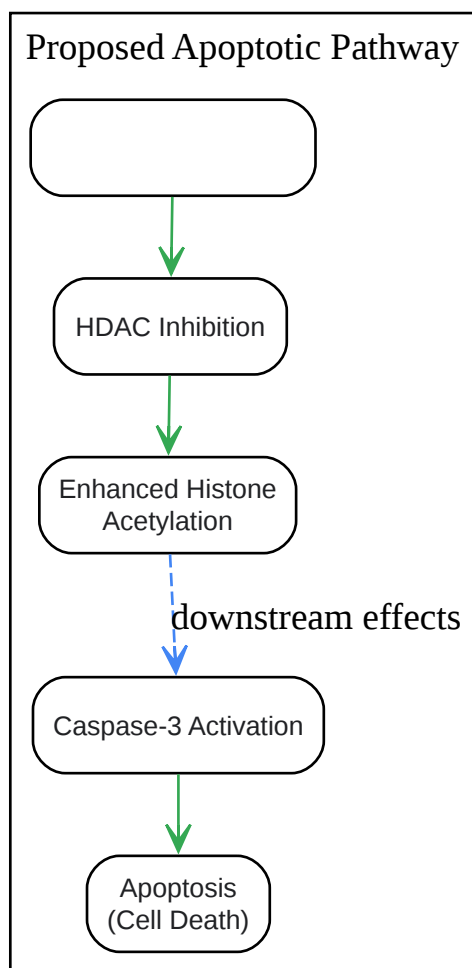 Proposed Apoptotic Pathway
HDAC Inhibition
Enhanced Histone
Acetylation
downstream effects
Caspase-3 Activation
Apoptosis
(Cell Death)